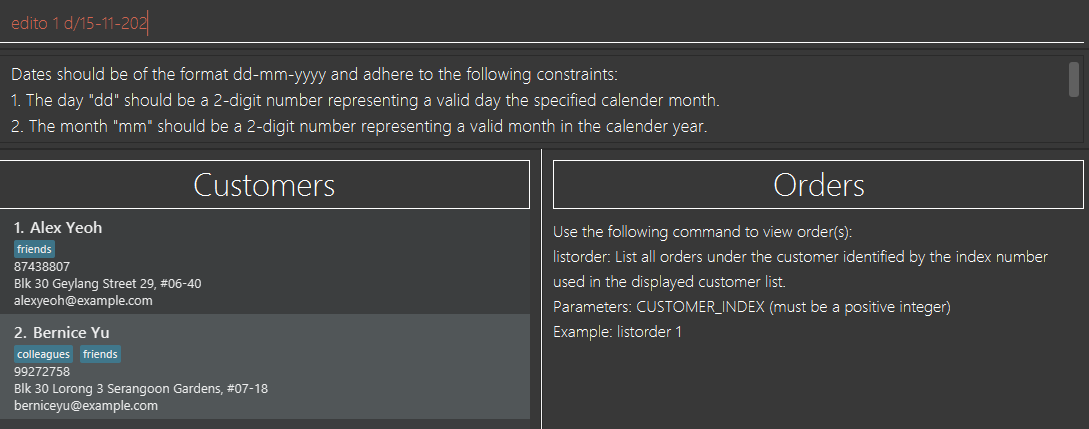 edito 1 d/15-11-202
Dates should be of the format dd-mm-yyyy and adhere to the following constraints:
1. The day "dd" should be a 2-digit number representing a valid day the specified calender month.
2. The month "mm" should be a 2-digit number representing a valid month in the calender year.
Customers
1. Alex Yeoh
friends
87438807
Blk 30 Geylang Street 29, #06-40
alexyeoh@example.com
2. Bernice Yu
colleagues friends
99272758
Blk 30 Lorong 3 Serangoon Gardens, #07-18
berniceyu@example.com
Orders
Use the following command to view order(s):
listorder: List all orders under the customer identified by the index number
used in the displayed customer list.
Parameters: CUSTOMER_INDEX (must be a positive integer)
Example: listorder 1